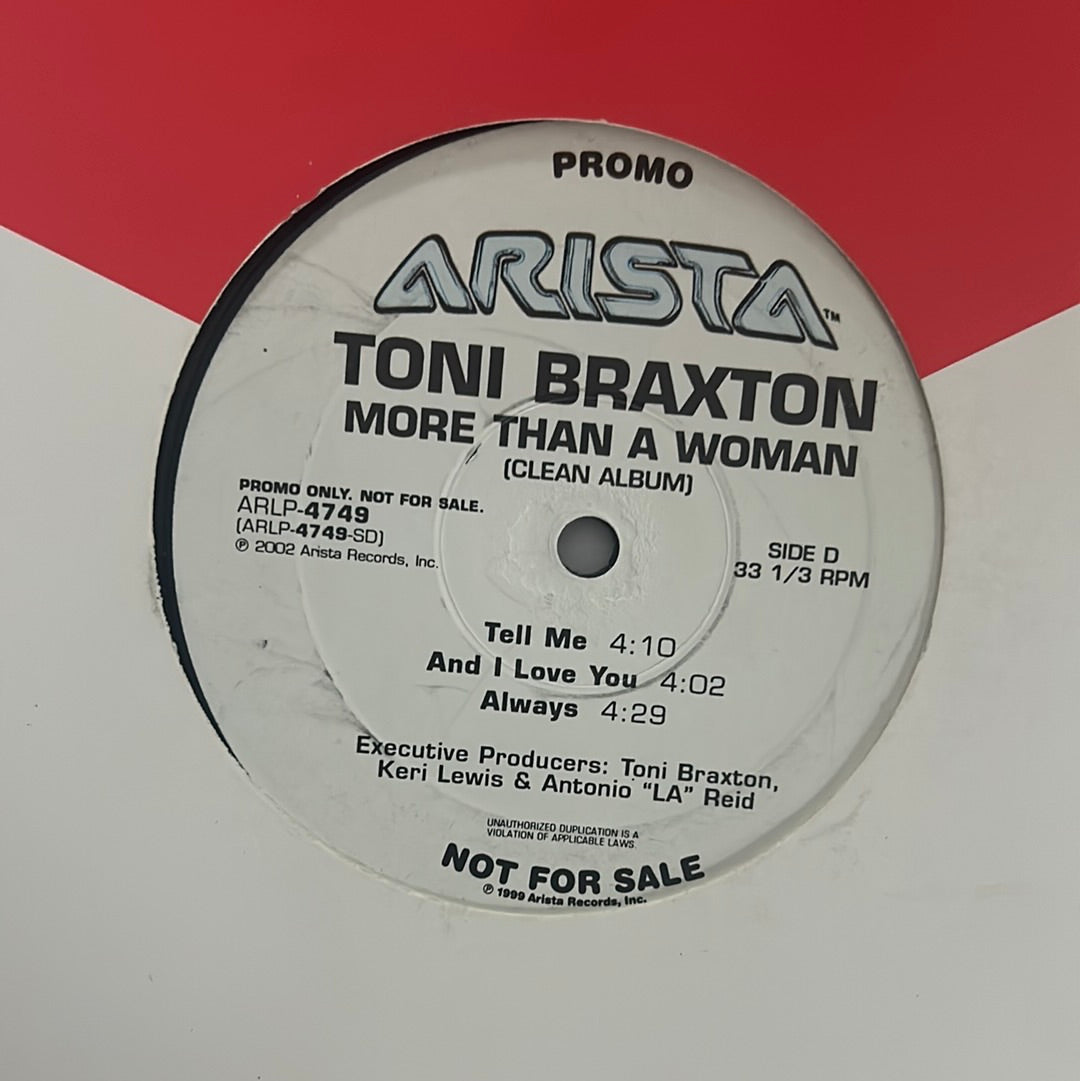 PROMO
ARISTA™
TONI BRAXTON
MORE THAN A WOMAN
(CLEAN ALBUM)
PROMO ONLY. NOT FOR SALE.
ARLP-4749
(ARLP-4749-SD)
℗ 2002 Arista Records, Inc.
SIDE D
33 1/3 RPM
Tell Me 4:10
And I Love You 4:02
Always 4:29
Executive Producers: Toni Braxton,
Keri Lewis & Antonio "LA" Reid
UNAUTHORIZED DUPLICATION IS A
VIOLATION OF APPLICABLE LAWS.
NOT FOR SALE
℗ 1999 Arista Records, Inc.